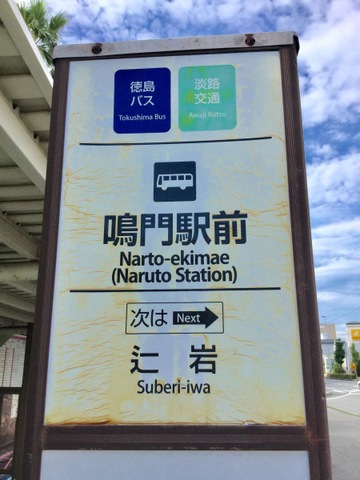 徳島
バス
Tokushima Bus
淡路
交通
Awaji Kotsu
鳴門駅前
Narto-ekimae
(Naruto Station)
次は Next
辷 岩
Suberi-iwa